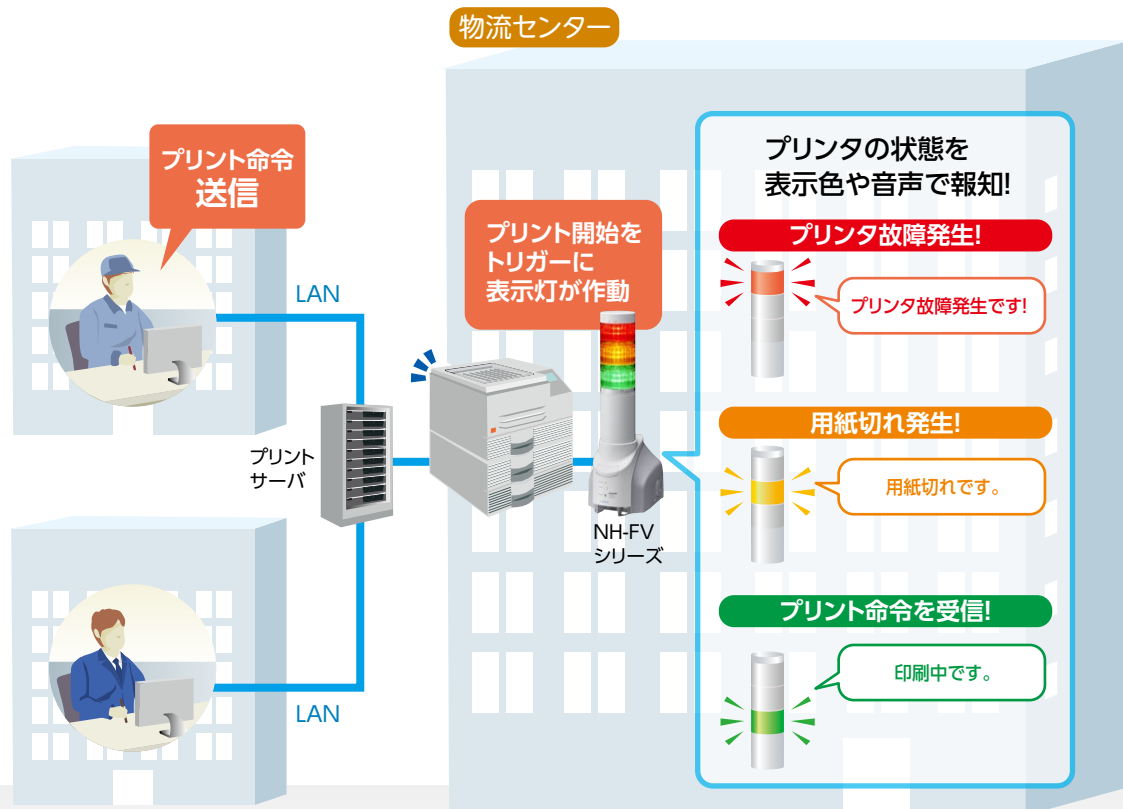 物流センター
プリント命令
送信
LAN
プリント
サーバ
LAN
プリント開始を
トリガーに
表示灯が作動
NH-FV
シリーズ
プリンタの状態を
表示色や音声で報知!
プリンタ故障発生!
プリンタ故障発生です!
用紙切れ発生!
用紙切れです。
プリント命令を受信!
印刷中です。